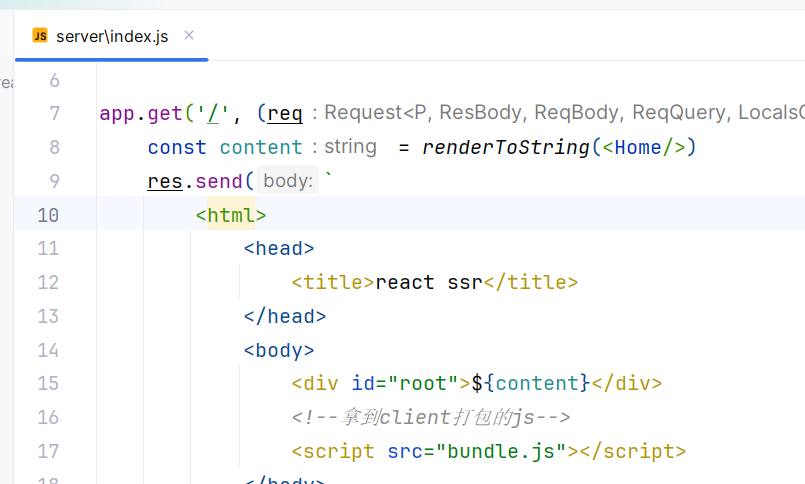 JS server\index.js ×
6
7 app.get('/', (req : Request<P, ResBody, ReqBody, ReqQuery, Locals
8 const content : string = renderToString(<Home/>)
9 res.send( body: `
10 <html>
11 <head>
12 <title>react ssr</title>
13 </head>
14 <body>
15 <div id="root">${content}</div>
16 <!--拿到client打包的js-->
17 <script src="bundle.js"></script>
18 </body>